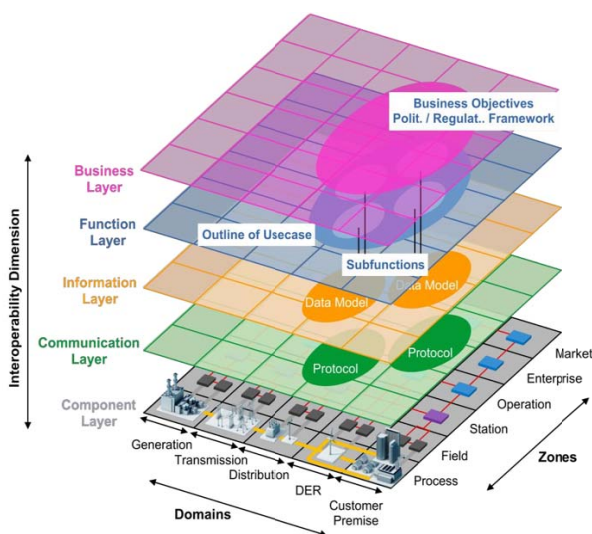 Business Objectives
Polit. / Regulat.. Framework
Interoperability Dimension
Business
Layer
Function
Layer
Outline of Usecase
Subfunctions
Information
Layer
Data Model
Data Model
Communication
Layer
Protocol
Protocol
Component
Layer
Market
Enterprise
Operation
Station
Field
Process
Zones
Generation
Transmission
Distribution
DER
Customer
Premise
Domains